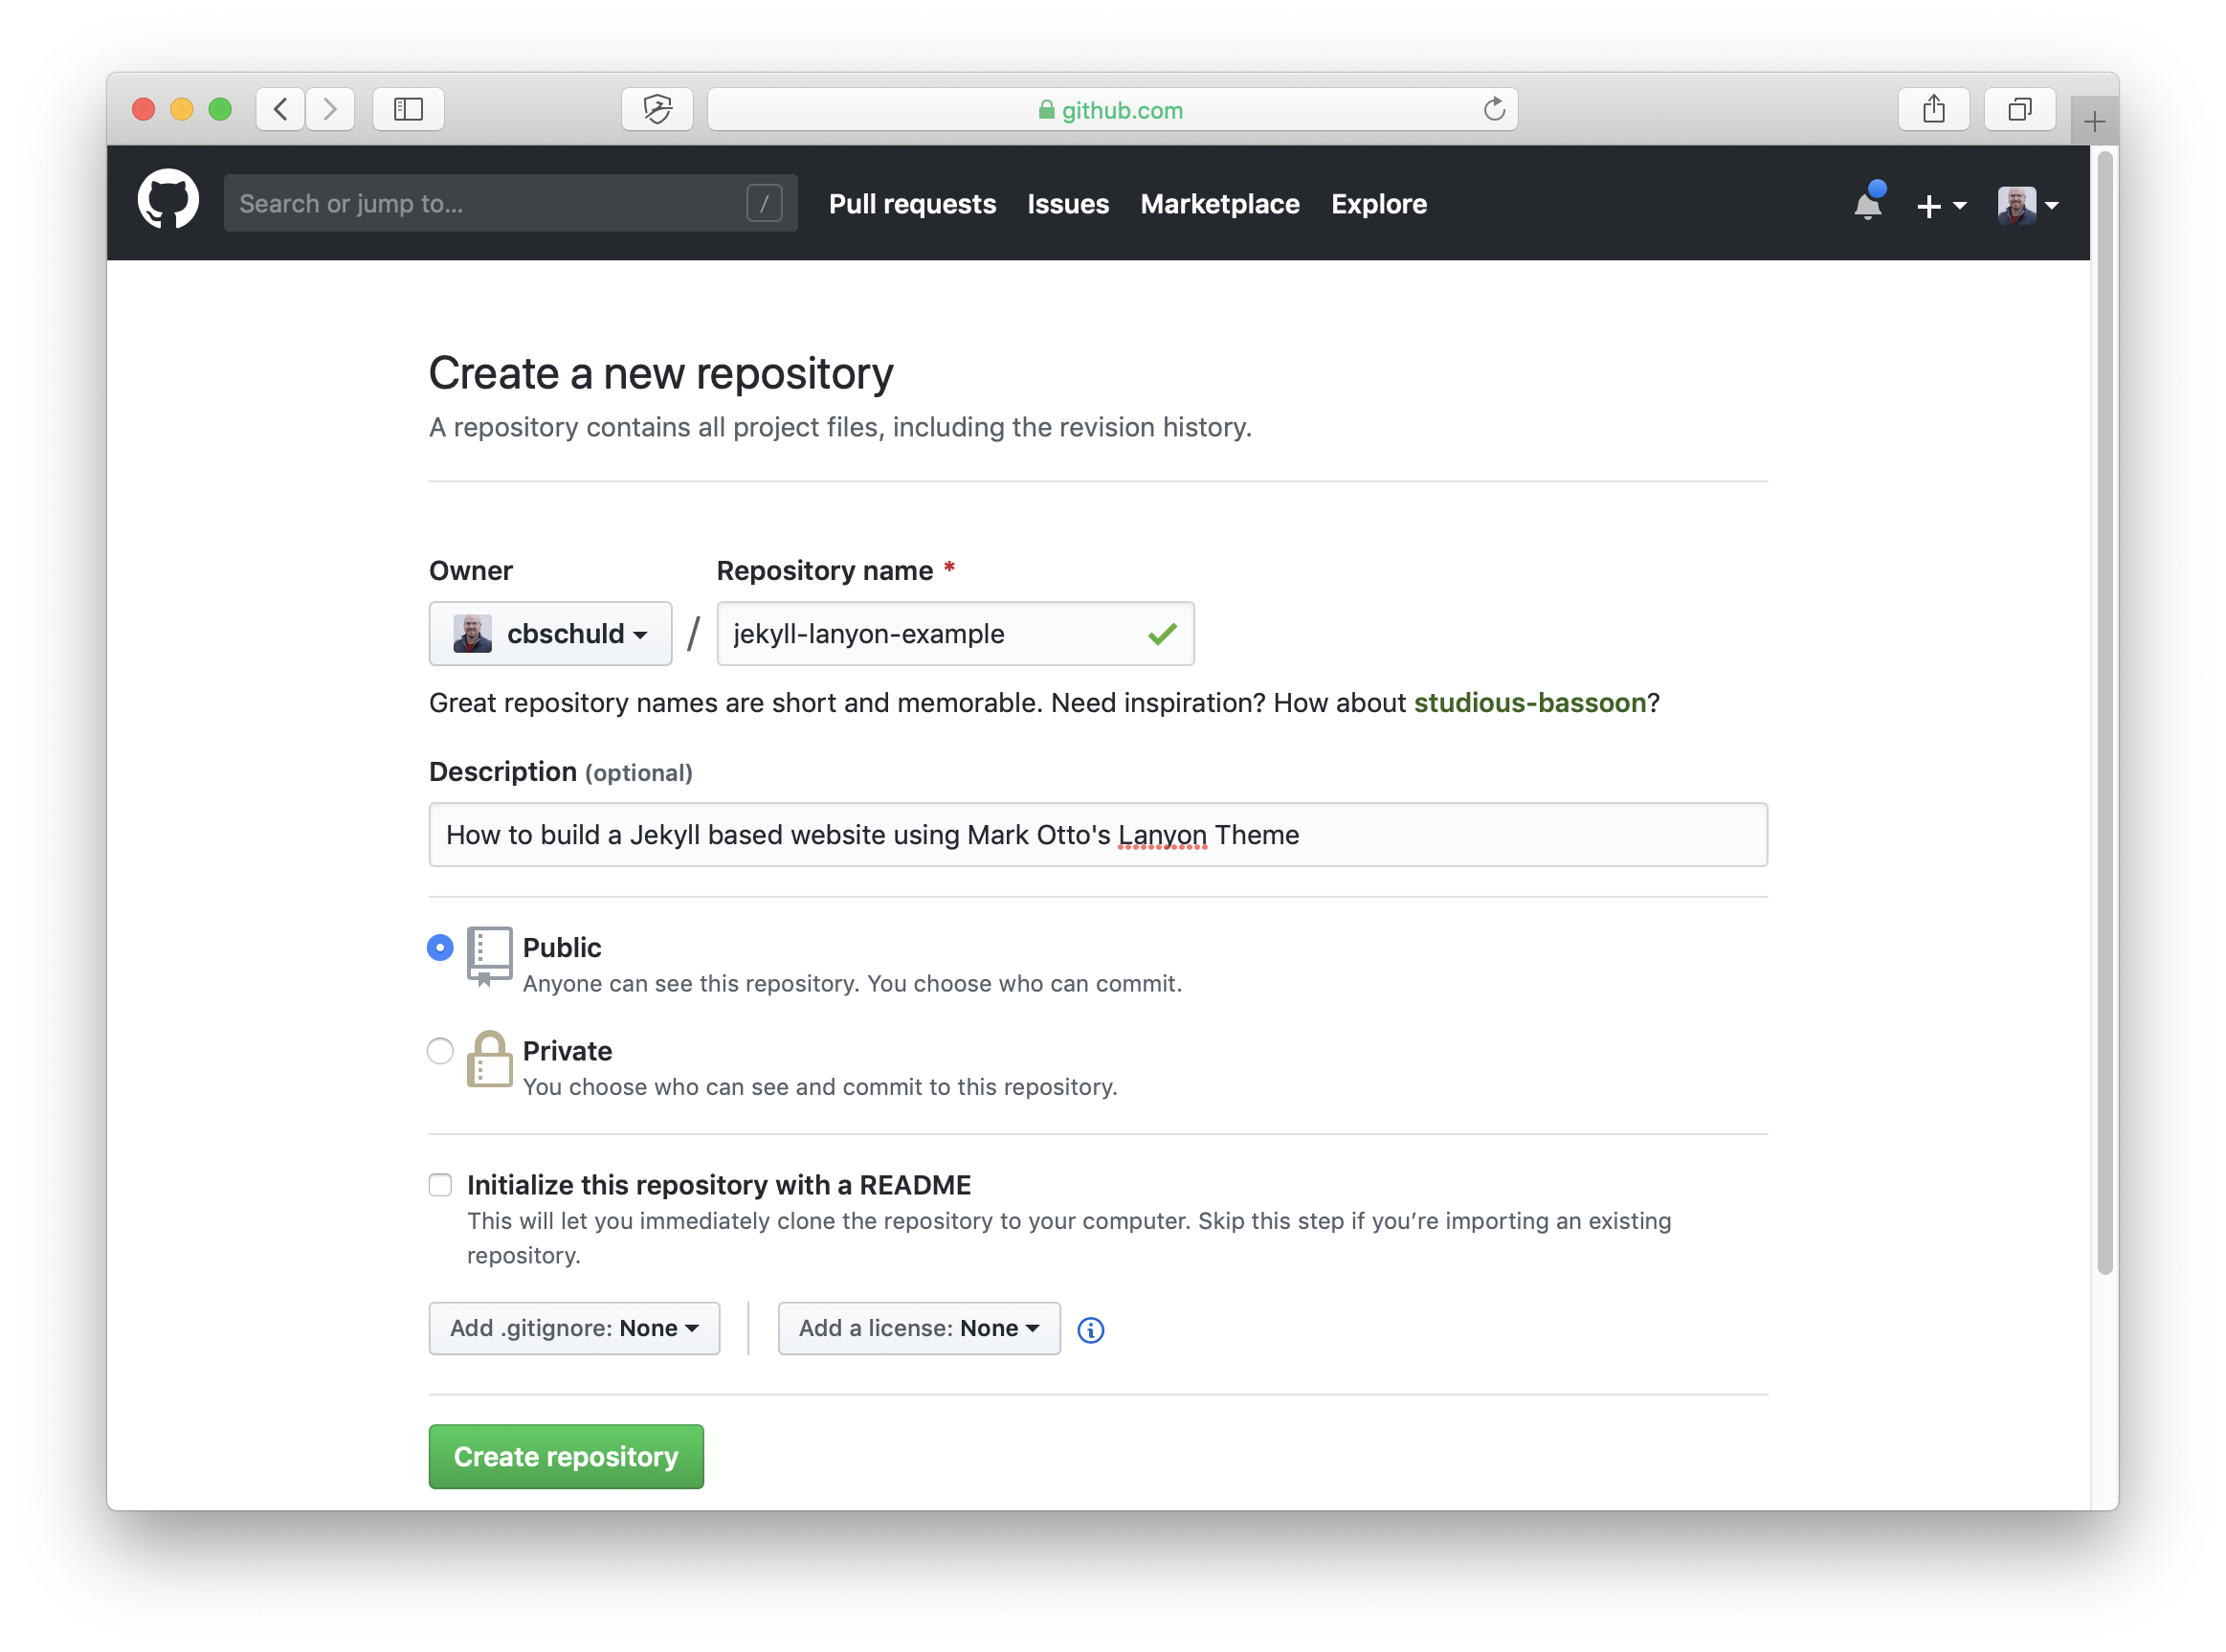 github.com
Search or jump to...
/
Pull requests
Issues
Marketplace
Explore
Create a new repository
A repository contains all project files, including the revision history.
Owner
Repository name *
cbschuld
/
jekyll-lanyon-example
Great repository names are short and memorable. Need inspiration? How about studious-bassoon?
Description (optional)
How to build a Jekyll based website using Mark Otto's Lanyon Theme
Public
Anyone can see this repository. You choose who can commit.
Private
You choose who can see and commit to this repository.
Initialize this repository with a README
This will let you immediately clone the repository to your computer. Skip this step if you’re importing an existing
repository.
Add .gitignore: None
Add a license: None
Create repository